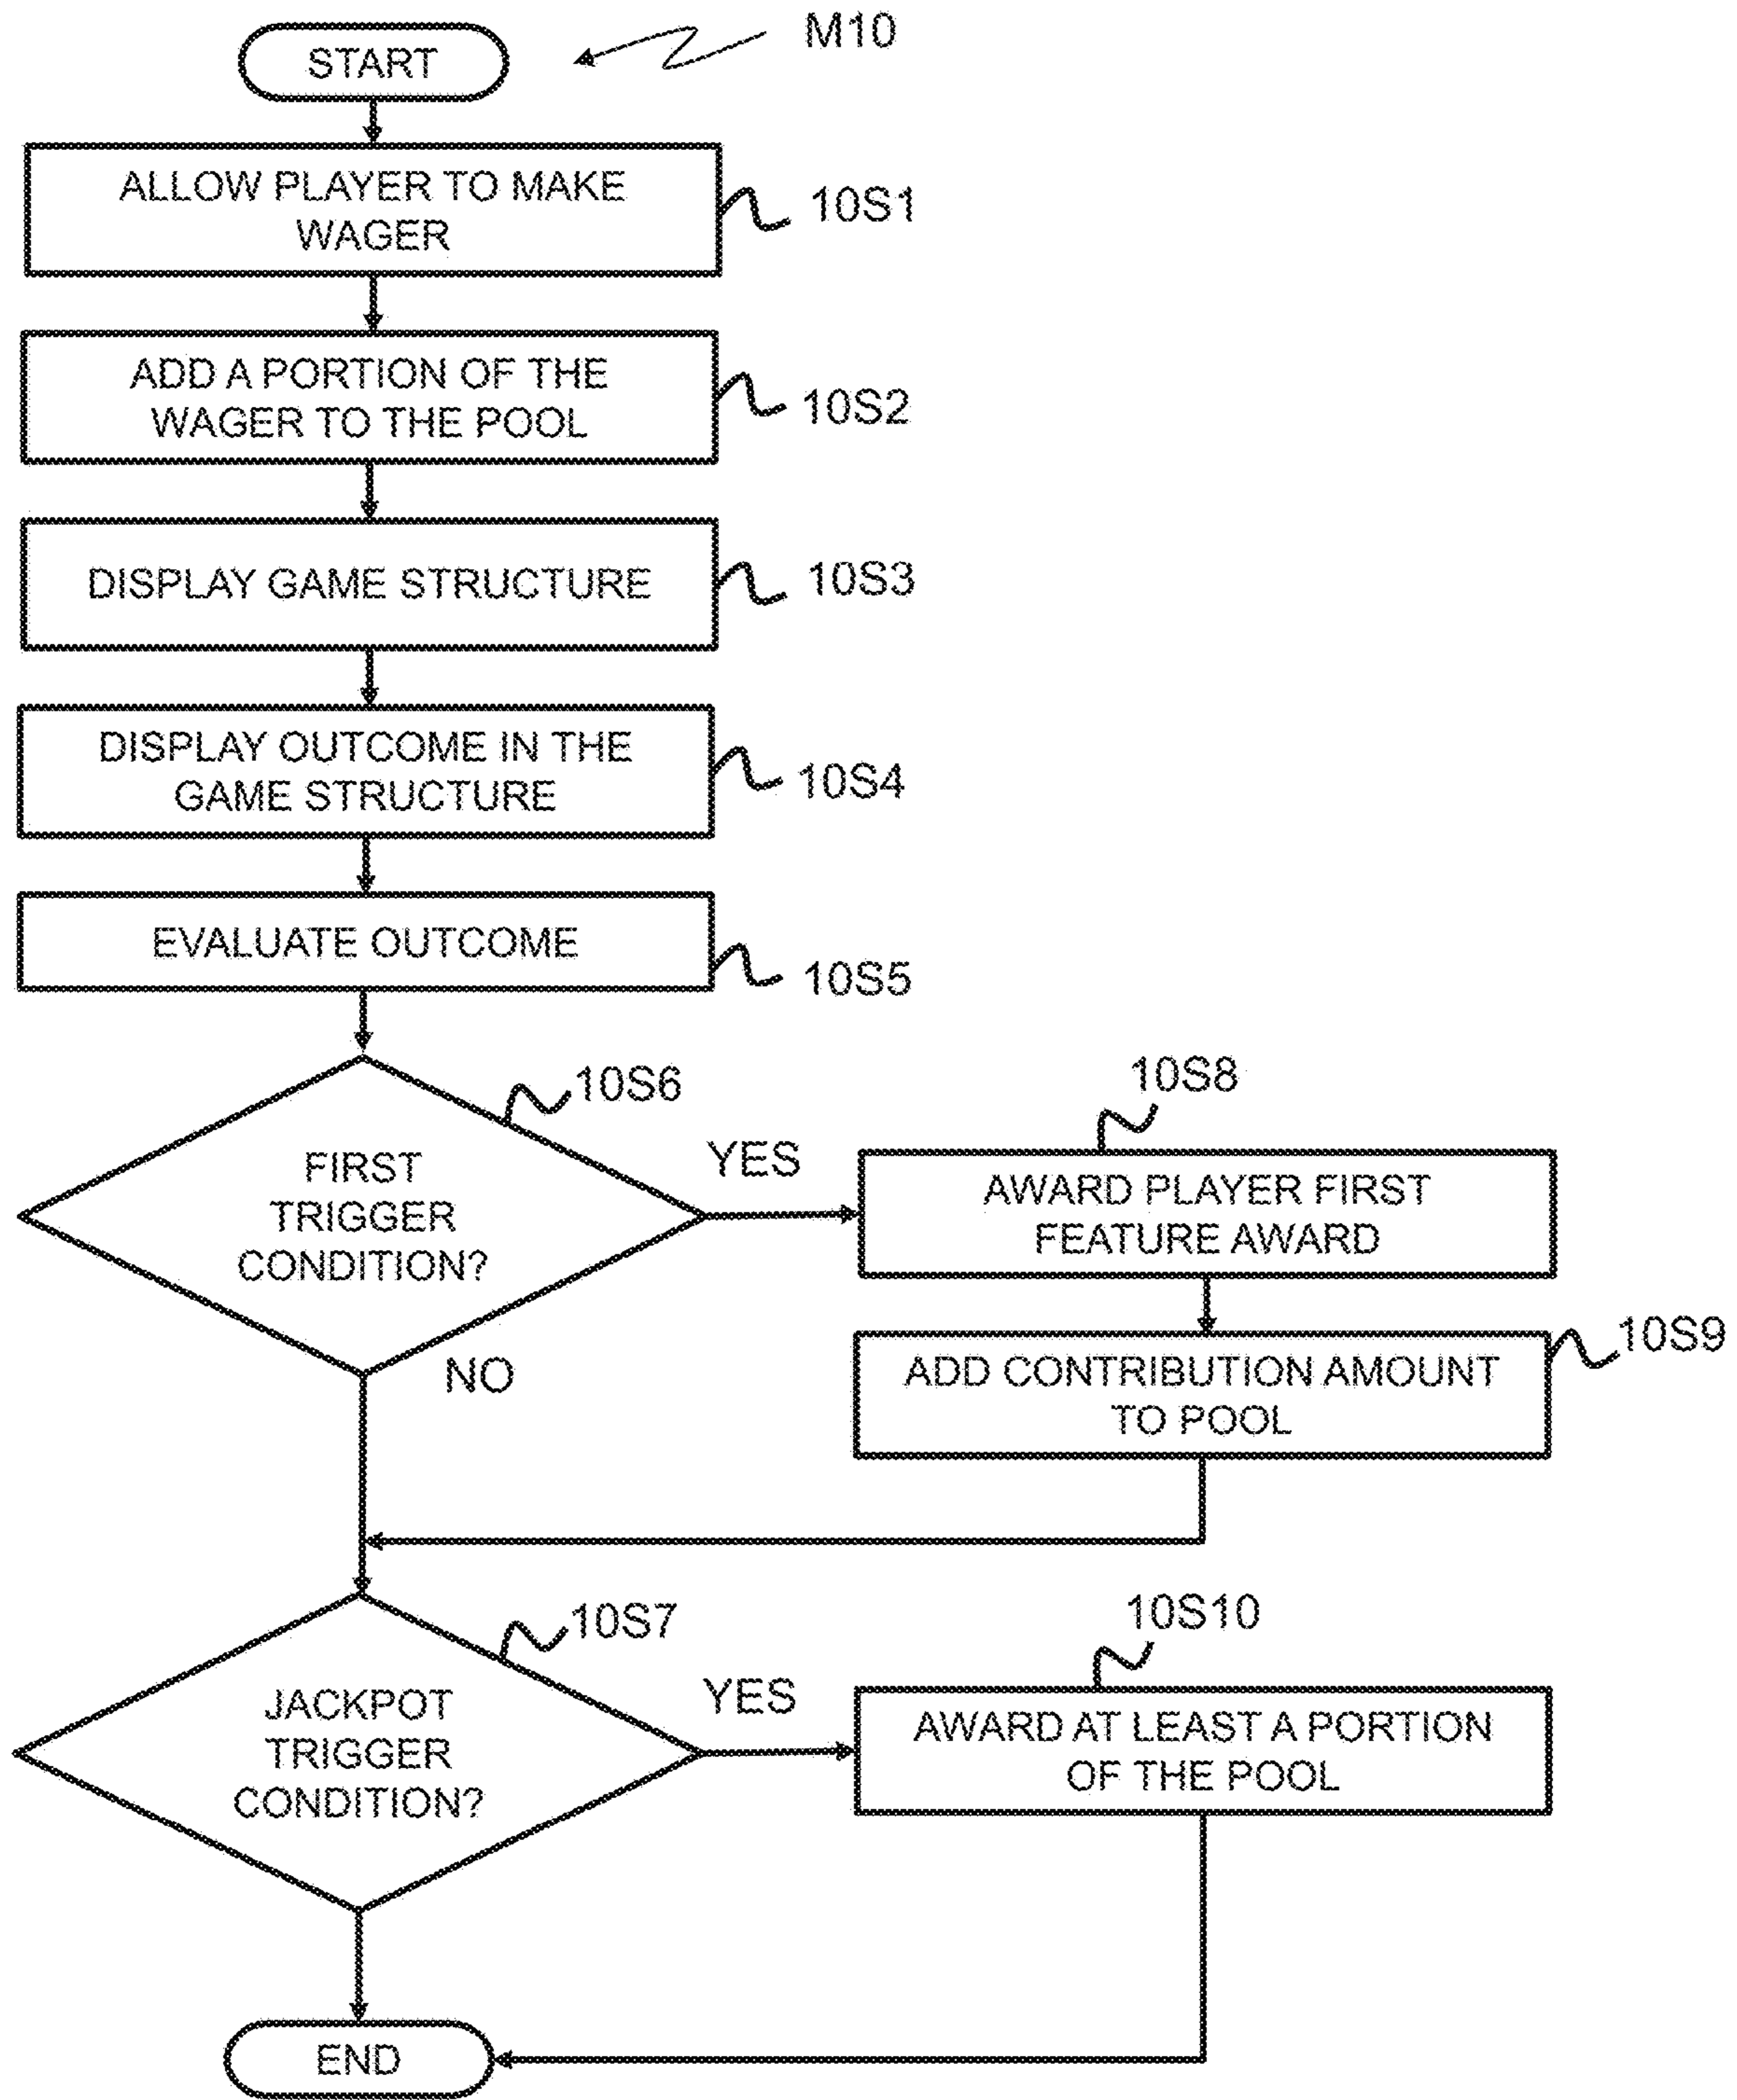 START
M10
ALLOW PLAYER TO MAKE
WAGER
10S1
ADD A PORTION OF THE
WAGER TO THE POOL
10S2
DISPLAY GAME STRUCTURE
10S3
DISPLAY OUTCOME IN THE
GAME STRUCTURE
10S4
EVALUATE OUTCOME
10S5
10S6
FIRST
TRIGGER
CONDITION?
YES
NO
10S8
AWARD PLAYER FIRST
FEATURE AWARD
10S9
ADD CONTRIBUTION AMOUNT
TO POOL
10S7
JACKPOT
TRIGGER
CONDITION?
YES
10S10
AWARD AT LEAST A PORTION
OF THE POOL
END